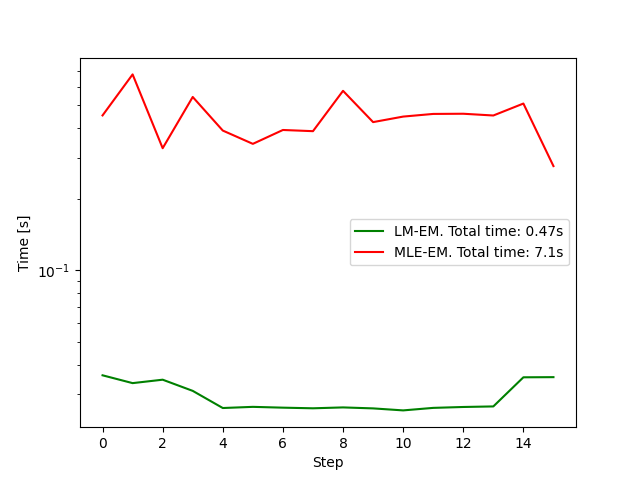 Time [s]
10⁻¹
LM-EM. Total time: 0.47s
MLE-EM. Total time: 7.1s
0 2 4 6 8 10 12 14
Step